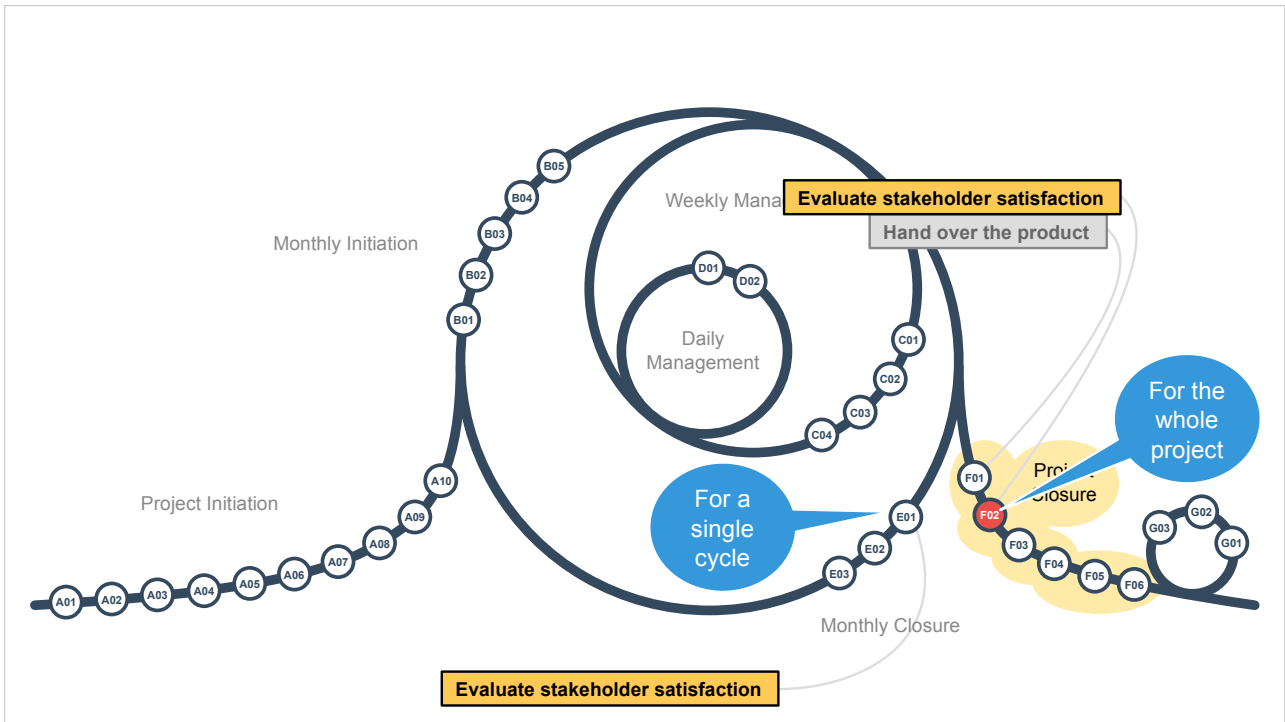 B05
B04
B03
B02
B01
Monthly Initiation
Weekly Mana
Evaluate stakeholder satisfaction
Hand over the product
D01
D02
Daily
Management
C01
C02
C03
C04
For the
whole
project
Project Initiation
A01
A02
A03
A04
A05
A06
A07
A08
A09
A10
For a
single
cycle
E01
E02
E03
Monthly Closure
F01
F02
F03
F04
F05
F06
Closure
G03
G02
G01
Evaluate stakeholder satisfaction